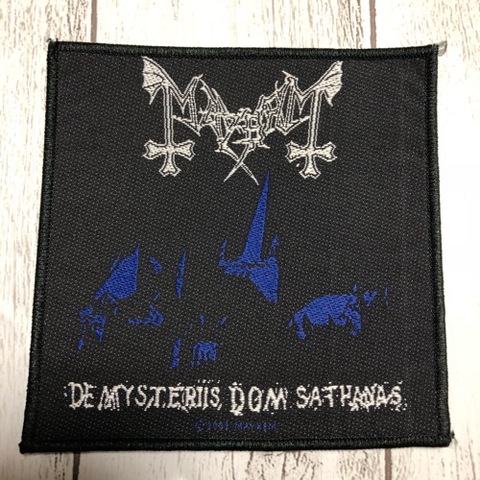 MAYHEM
DE MYSTERIIS DOM SATHANAS